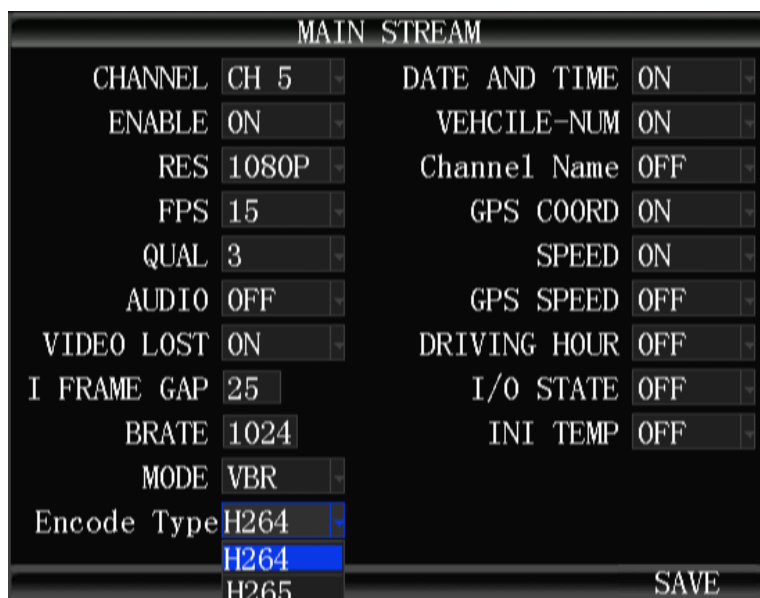 MAIN STREAM
CHANNEL CH 5 DATE AND TIME ON
ENABLE ON VEHCILE-NUM ON
RES 1080P Channel Name OFF
FPS 15 GPS COORD ON
QUAL 3 SPEED ON
AUDIO OFF GPS SPEED OFF
VIDEO LOST ON DRIVING HOUR OFF
I FRAME GAP 25 I/O STATE OFF
BRATE 1024 INI TEMP OFF
MODE VBR
Encode Type H264
H264
H265
SAVE